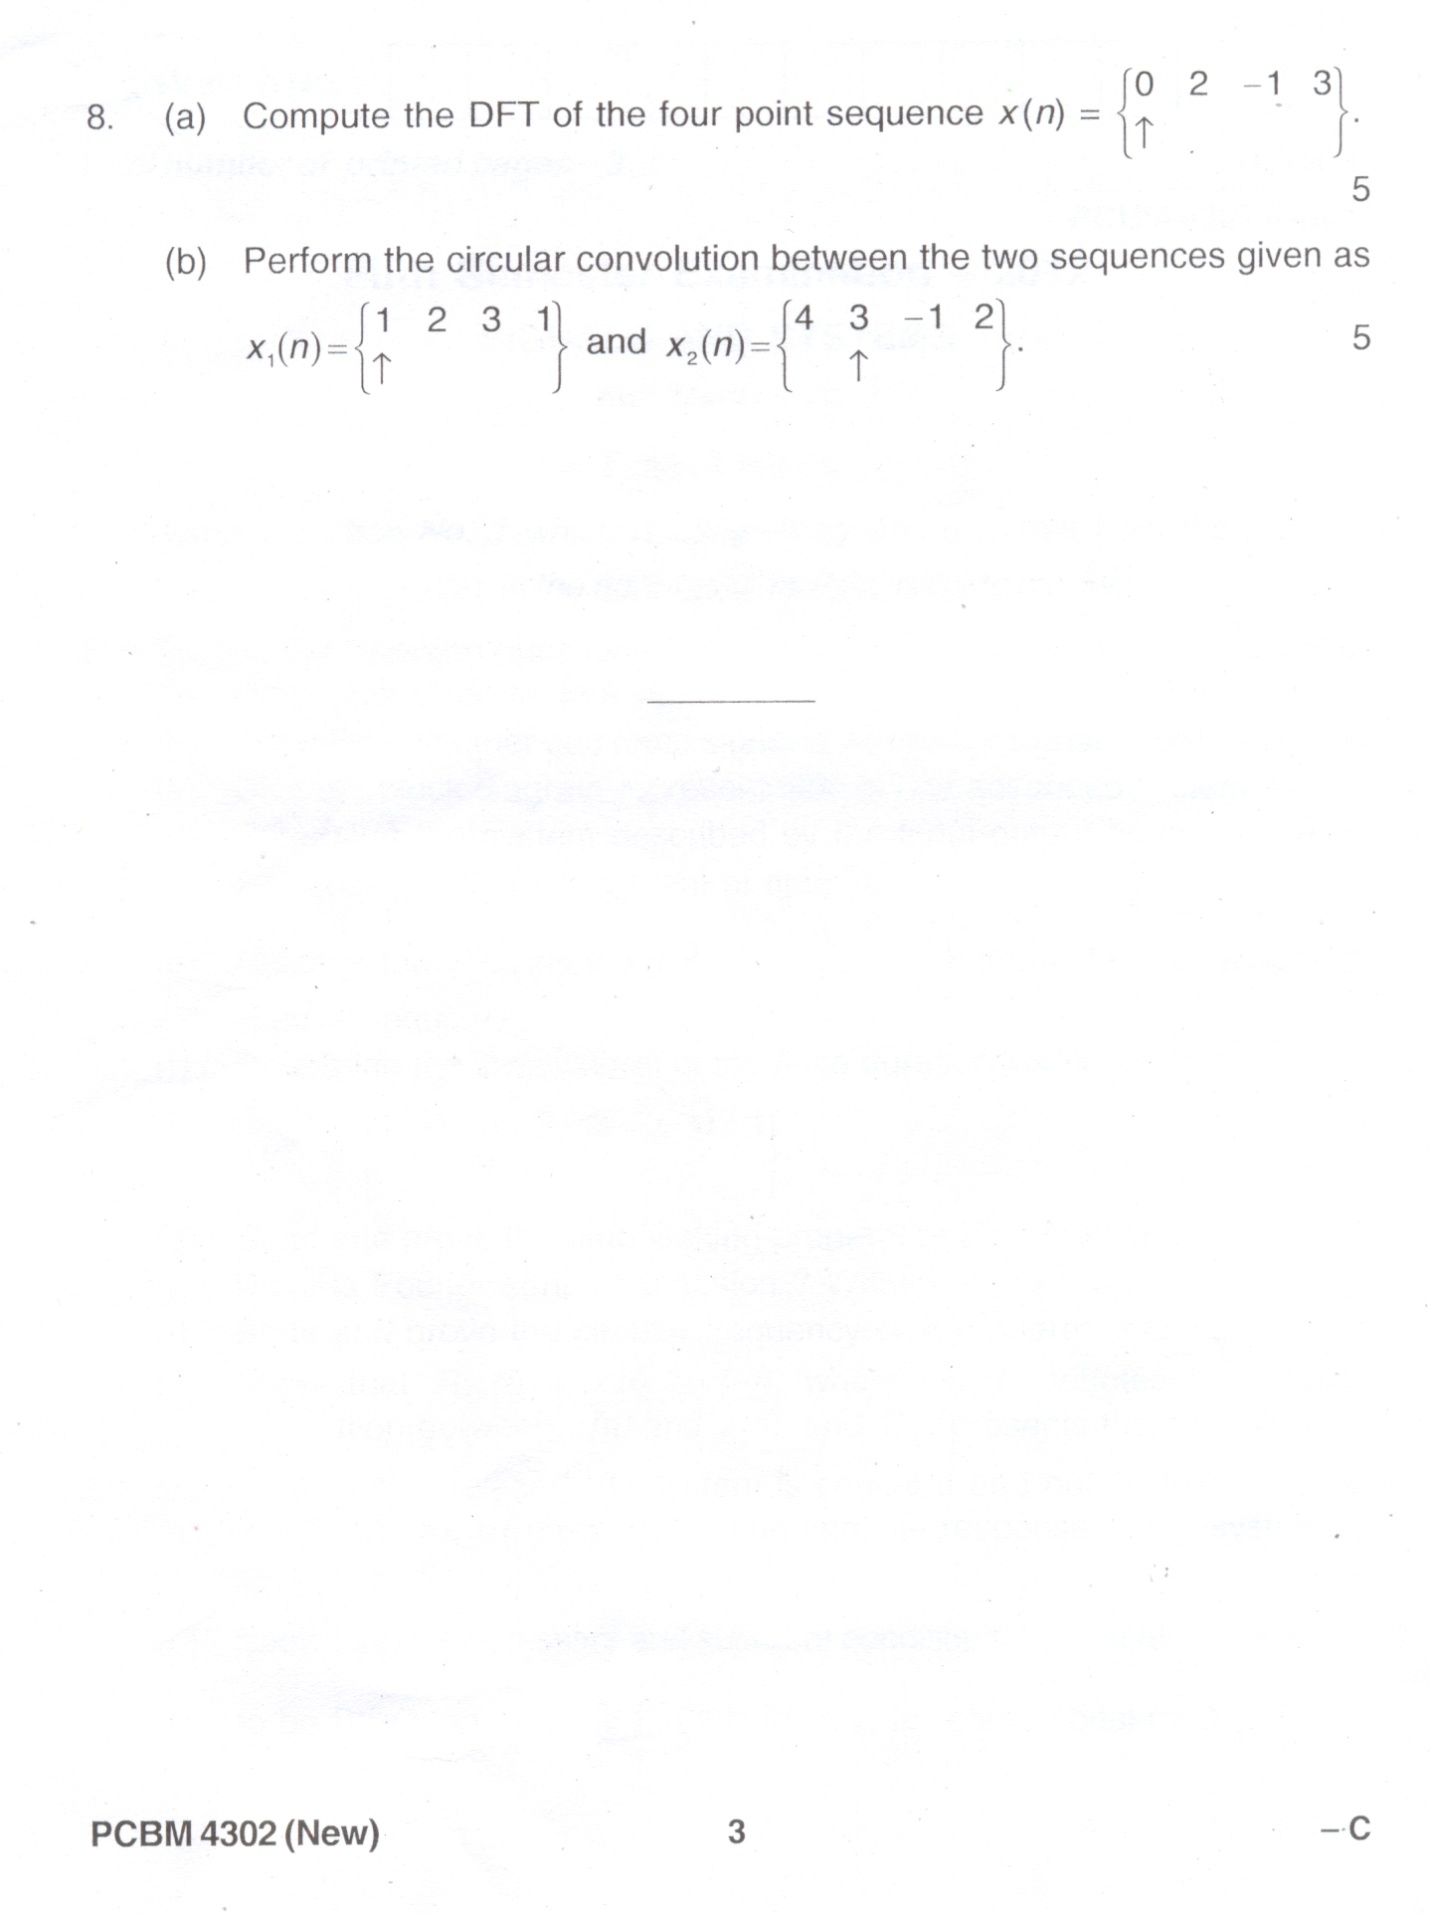 8. (a) Compute the DFT of the four point sequence x(n) = {0 2 −1 3}.
↑
5
(b) Perform the circular convolution between the two sequences given as
x₁(n)={1 2 3 1} and x₂(n)={4 3 −1 2}. 5
↑ ↑
PCBM 4302 (New) 3 – C